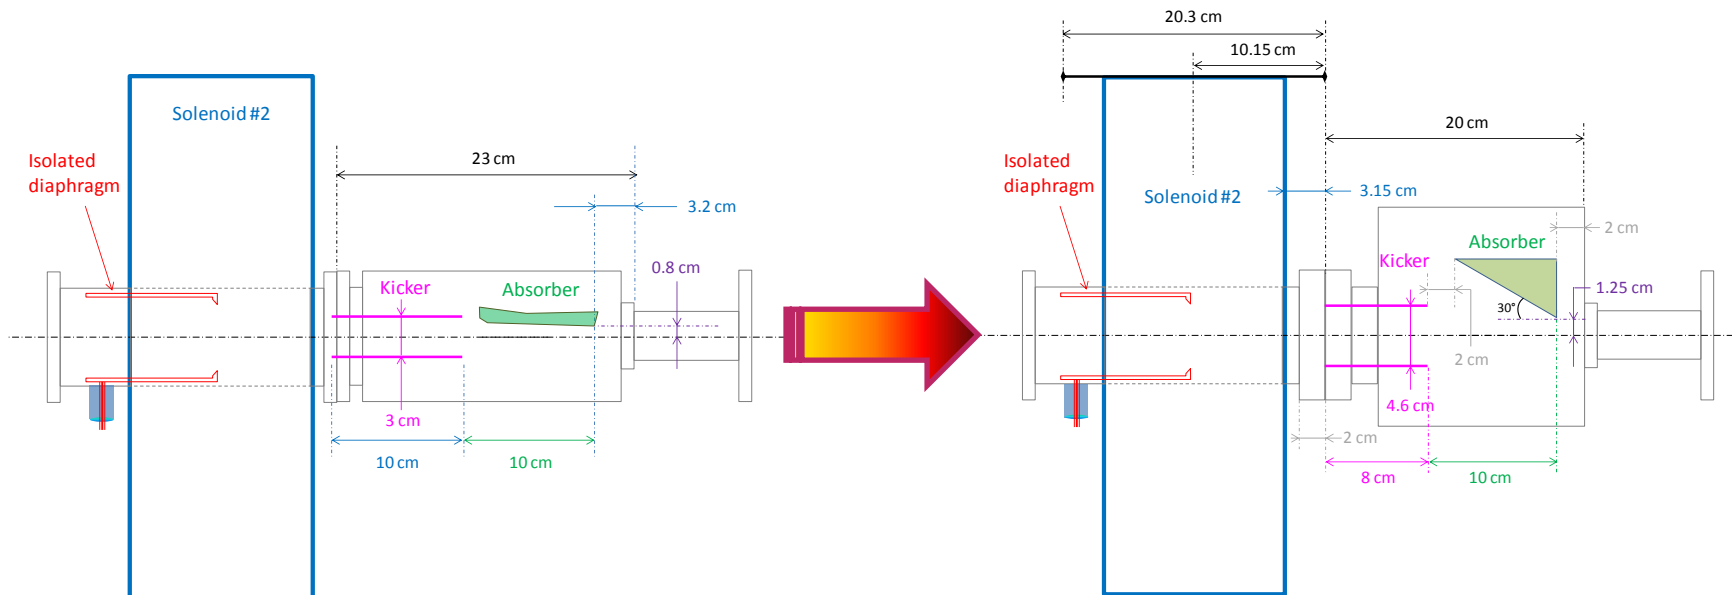 Solenoid #2
Isolated
diaphragm
23 cm
3.2 cm
0.8 cm
Kicker
Absorber
3 cm
10 cm
10 cm
20.3 cm
10.15 cm
20 cm
Isolated
diaphragm
Solenoid #2
3.15 cm
2 cm
Absorber
Kicker
1.25 cm
30°
2 cm
4.6 cm
2 cm
8 cm
10 cm